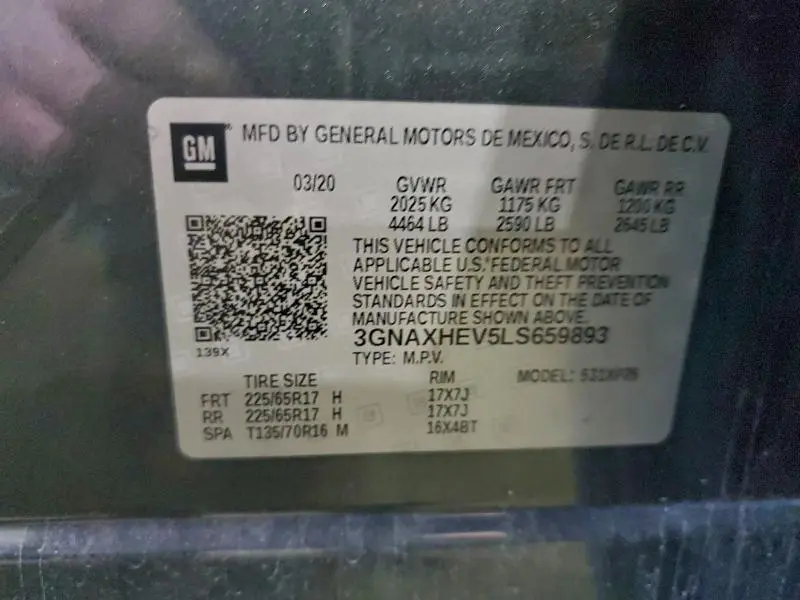 GM
MFD BY GENERAL MOTORS DE MEXICO, S. DE R.L. DE C.V.
03/20 GVWR GAWR FRT GAWR RR
2025 KG 1175 KG 1200 KG
4464 LB 2590 LB 2645 LB
THIS VEHICLE CONFORMS TO ALL
APPLICABLE U.S. FEDERAL MOTOR
VEHICLE SAFETY AND THEFT PREVENTION
STANDARDS IN EFFECT ON THE DATE OF
MANUFACTURE SHOWN ABOVE.
3GNAXHEV5LS659893
139X
TYPE: M.P.V.
TIRE SIZE RIM MODEL:
FRT 225/65R17 H 17X7J
RR 225/65R17 H 17X7J
SPA T135/70R16 M 16X4BT